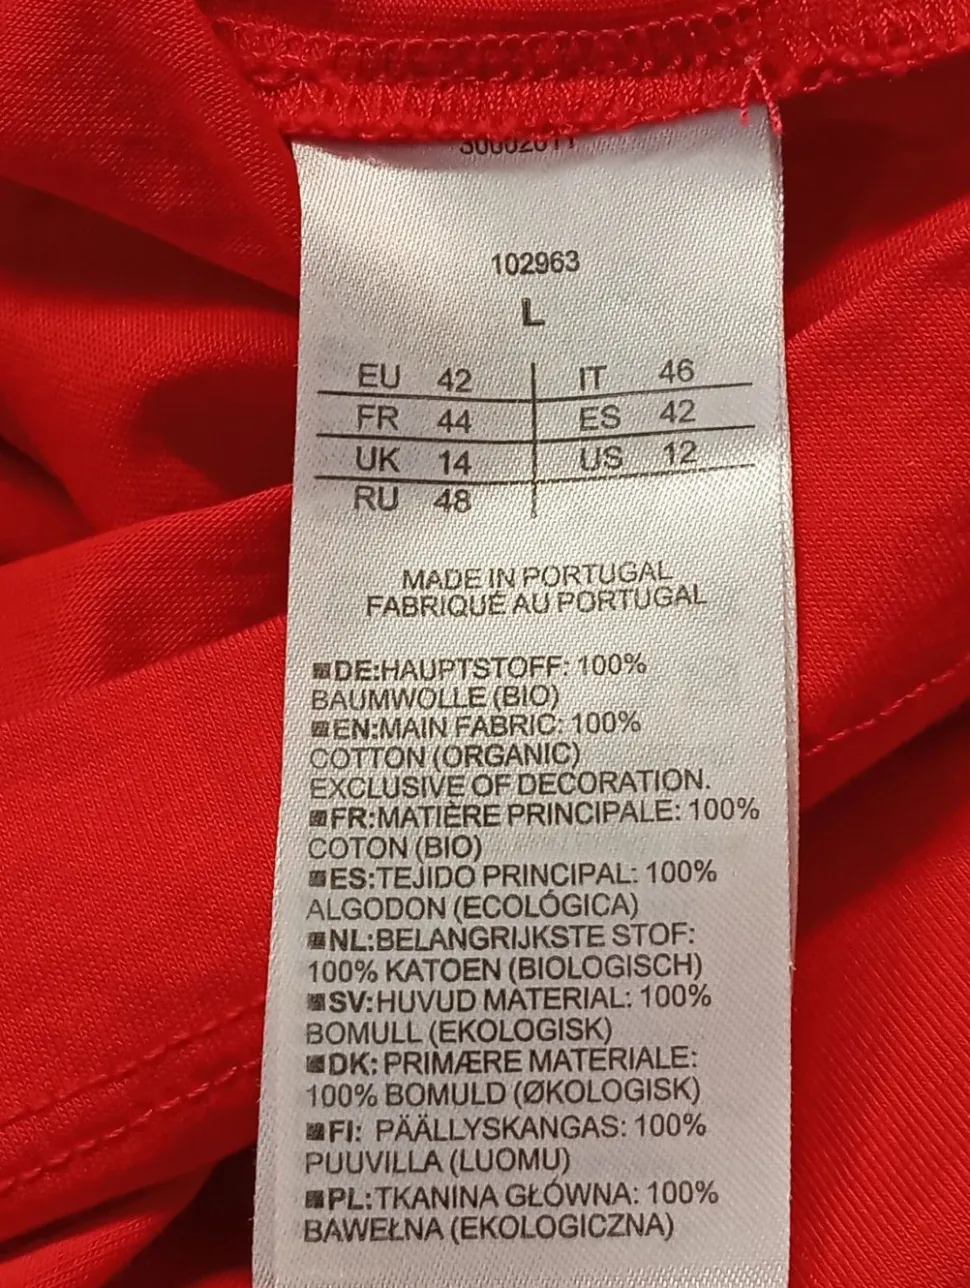 102963
L
EU 42 IT 46
FR 44 ES 42
UK 14 US 12
RU 48
MADE IN PORTUGAL
FABRIQUÉ AU PORTUGAL
DE:HAUPTSTOFF: 100%
BAUMWOLLE (BIO)
EN:MAIN FABRIC: 100%
COTTON (ORGANIC)
EXCLUSIVE OF DECORATION.
FR:MATIÈRE PRINCIPALE: 100%
COTON (BIO)
ES:TEJIDO PRINCIPAL: 100%
ALGODON (ECOLÓGICA)
NL:BELANGRIJKSTE STOF:
100% KATOEN (BIOLOGISCH)
SV:HUVUD MATERIAL: 100%
BOMULL (EKOLOGISK)
DK: PRIMÆRE MATERIALE:
100% BOMULD (ØKOLOGISK)
FI: PÄÄLLYSKANGAS: 100%
PUUVILLA (LUOMU)
PL:TKANINA GŁÓWNA: 100%
BAWEŁNA (EKOLOGICZNA)